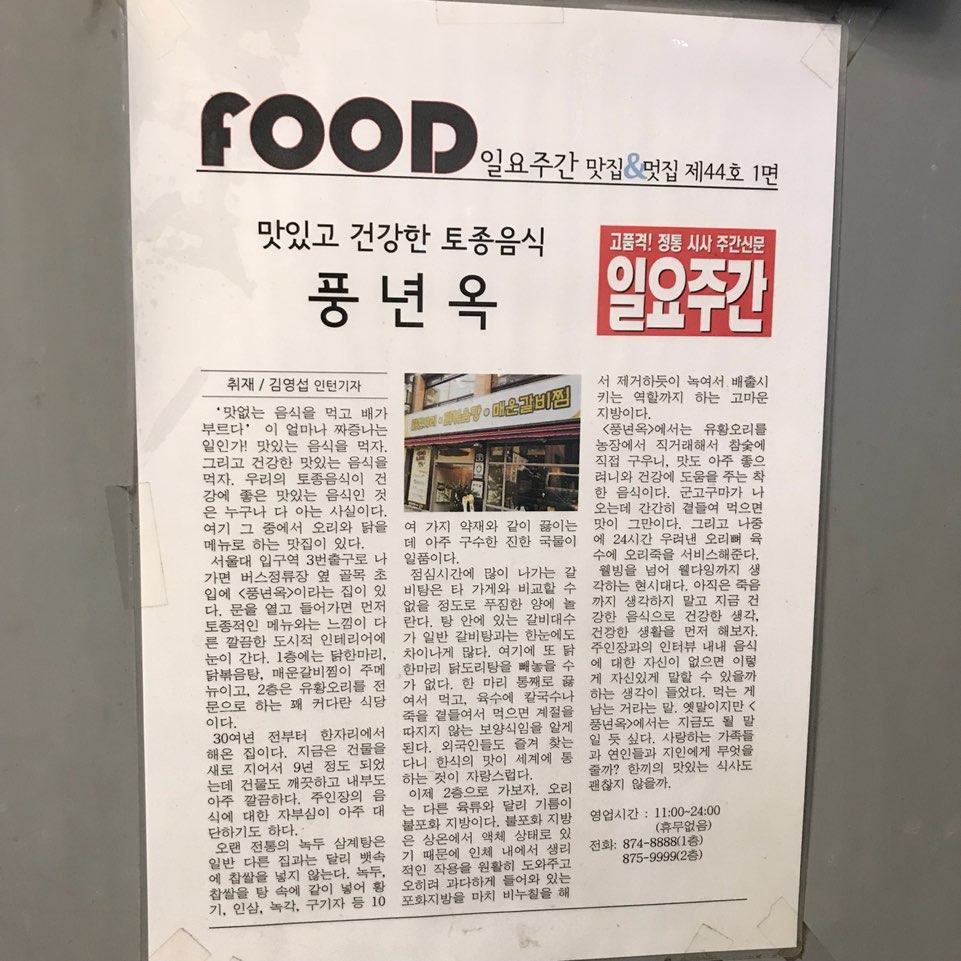 FOOD 일요주간 맛집&멋집 제44호 1면
맛있고 건강한 토종음식
풍년옥
고품격! 정통 시사 주간신문
일요주간
취재 / 김영섭 인턴기자
'맛없는 음식을 먹고 배가
부르다' 이 얼마나 짜증나는
일인가! 맛있는 음식을 먹자.
그리고 건강한 맛있는 음식을
먹자. 우리의 토종음식이 건
강에 좋은 맛있는 음식인 것
은 누구나 다 아는 사실이다.
여기 그 중에서 오리와 닭을
메뉴로 하는 맛집이 있다.
서울대 입구역 3번출구로 나
가면 버스정류장 옆 골목 초
입에 <풍년옥>이라는 집이 있
다. 문을 열고 들어가면 먼저
토종적인 메뉴와는 느낌이 다
른 깔끔한 도시적 인테리어에
눈이 간다. 1층에는 닭한마리,
닭볶음탕, 매운갈비찜이 주메
뉴이고, 2층은 유황오리를 전
문으로 하는 꽤 커다란 식당
이다.
30여년 전부터 한자리에서
해온 집이다. 지금은 건물을
새로 지어서 9년 정도 되었
는데 건물도 깨끗하고 내부도
아주 깔끔하다. 주인장의 음
식에 대한 자부심이 아주 대
단하기도 하다.
오랜 전통의 녹두 삼계탕은
일반 다른 집과는 달리 뱃속
에 찹쌀을 넣지 않는다. 녹두,
찹쌀을 탕 속에 같이 넣어 황
기, 인삼, 녹각, 구기자 등 10
닭볶음탕·매운갈비찜
여 가지 약재와 같이 끓이는
데 아주 구수한 진한 국물이
일품이다.
점심시간에 많이 나가는 갈
비탕은 타 가게와 비교할 수
없을 정도로 푸짐한 양에 놀
란다. 탕 안에 있는 갈비대수
가 일반 갈비탕과는 한눈에도
차이나게 많다. 여기에 또 닭
한마리 닭도리탕을 빼놓을 수
가 없다. 한 마리 통째로 끓
여서 먹고, 육수에 칼국수나
죽을 곁들여서 먹으면 계절을
따지지 않는 보양식임을 알게
된다. 외국인들도 즐겨 찾는
다니 한식의 맛이 세계에 통
하는 것이 자랑스럽다.
이제 2층으로 가보자. 오리
는 다른 육류와 달리 기름이
불포화 지방이다. 불포화 지방
은 상온에서 액체 상태로 있
기 때문에 인체 내에서 생리
적인 작용을 원활히 도와주고
오히려 과다하게 들어와 있는
포화지방을 마치 비누칠을 해
서 제거하듯이 녹여서 배출시
키는 역할까지 하는 고마운
지방이다.
<풍년옥>에서는 유황오리를
농장에서 직거래해서 참숯에
직접 구우니, 맛도 아주 좋으
려니와 건강에 도움을 주는 착
한 음식이다. 군고구마가 나
오는데 간간히 곁들여 먹으면
맛이 그만이다. 그리고 나중
에 24시간 우려낸 오리뼈 육
수에 오리죽을 서비스해준다.
웰빙을 넘어 웰다잉까지 생
각하는 현시대다. 아직은 죽음
까지 생각하지 말고 지금 건
강한 음식으로 건강한 생각,
건강한 생활을 먼저 해보자.
주인장과의 인터뷰 내내 음식
에 대한 자신이 없으면 이렇
게 자신있게 말할 수 있을까
하는 생각이 들었다. 먹는 게
남는 거라는 말. 옛말이지만 <
풍년옥>에서는 지금도 될 말
일 듯 싶다. 사랑하는 가족들
과 연인들과 지인에게 무엇을
줄까? 한끼의 맛있는 식사도
괜찮지 않을까.
영업시간 : 11:00~24:00
(휴무없음)
전화: 874-8888(1층)
875-9999(2층)